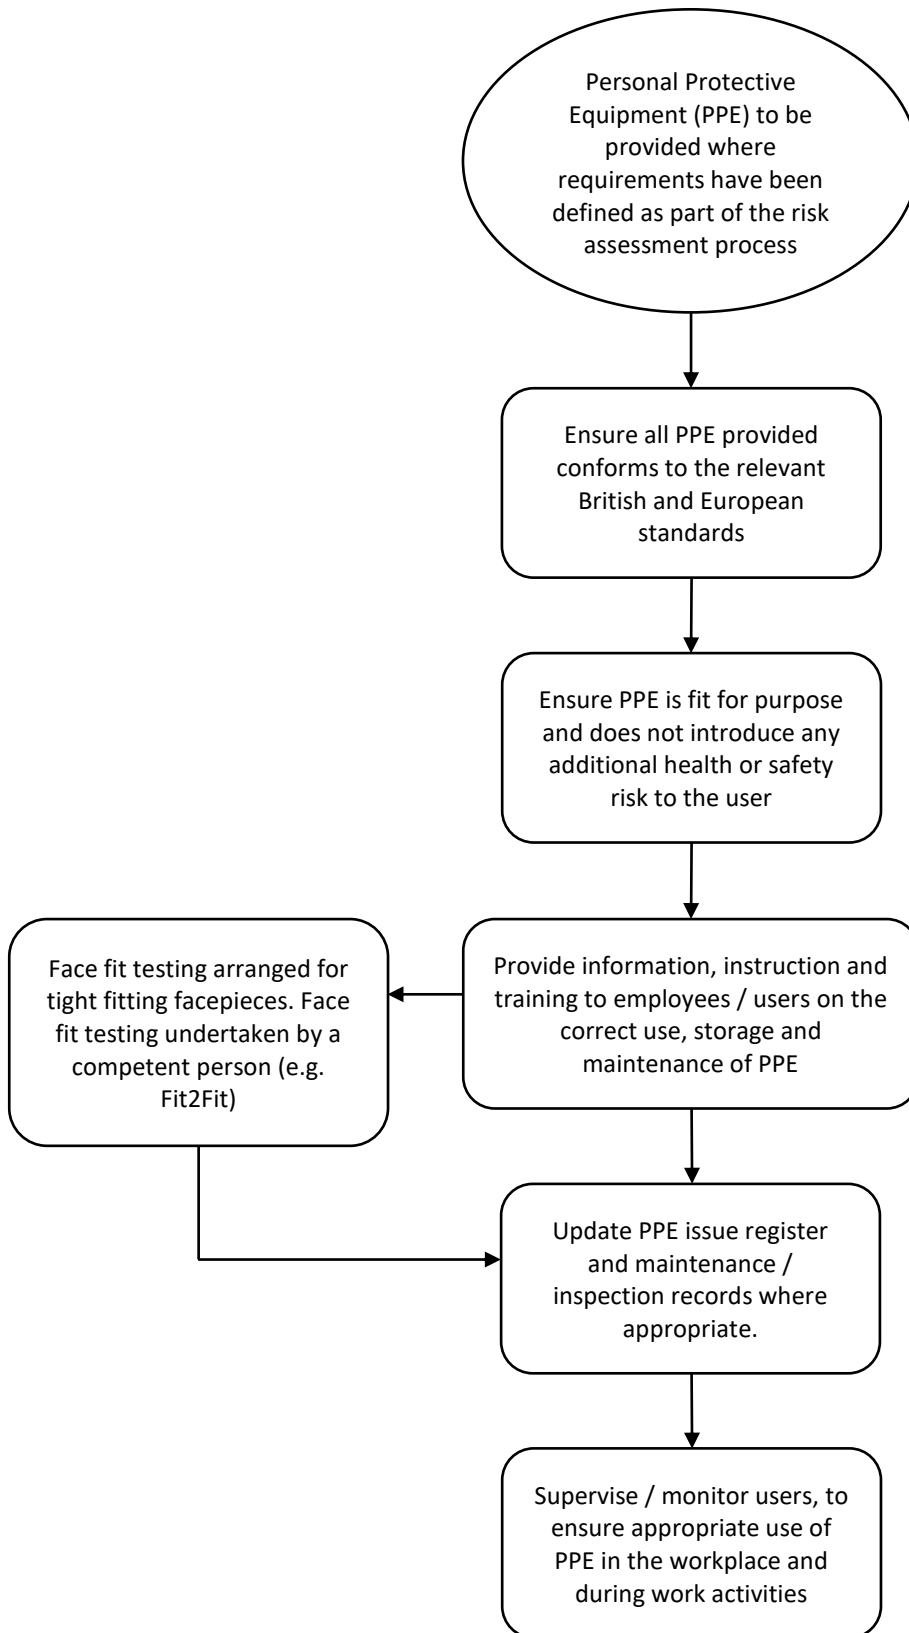 Personal Protective
Equipment (PPE) to be
provided where
requirements have been
defined as part of the risk
assessment process
Ensure all PPE provided
conforms to the relevant
British and European
standards
Ensure PPE is fit for purpose
and does not introduce any
additional health or safety
risk to the user
Provide information, instruction and
training to employees / users on the
correct use, storage and
maintenance of PPE
Face fit testing arranged for
tight fitting facepieces. Face
fit testing undertaken by a
competent person (e.g.
Fit2Fit)
Update PPE issue register
and maintenance /
inspection records where
appropriate.
Supervise / monitor users, to
ensure appropriate use of
PPE in the workplace and
during work activities